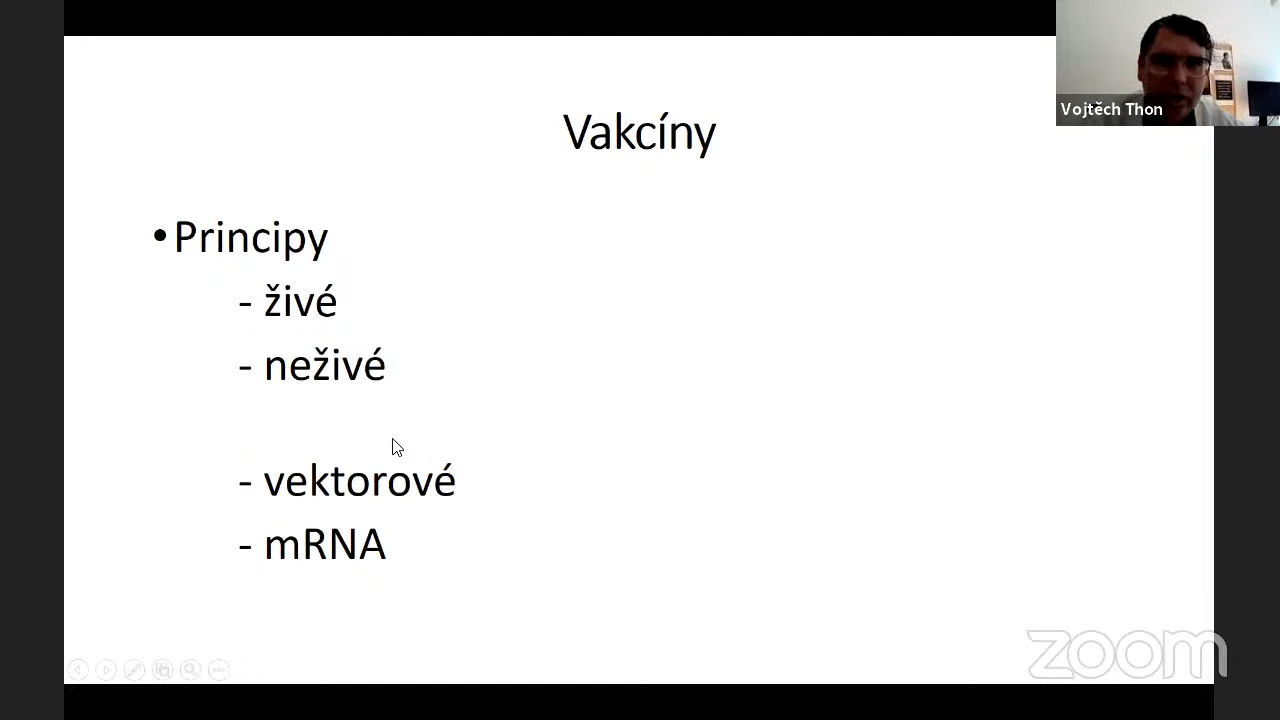 Vojtěch Thon
Vakcíny
• Principy
- živé
- neživé
- vektorové
- mRNA
zoom